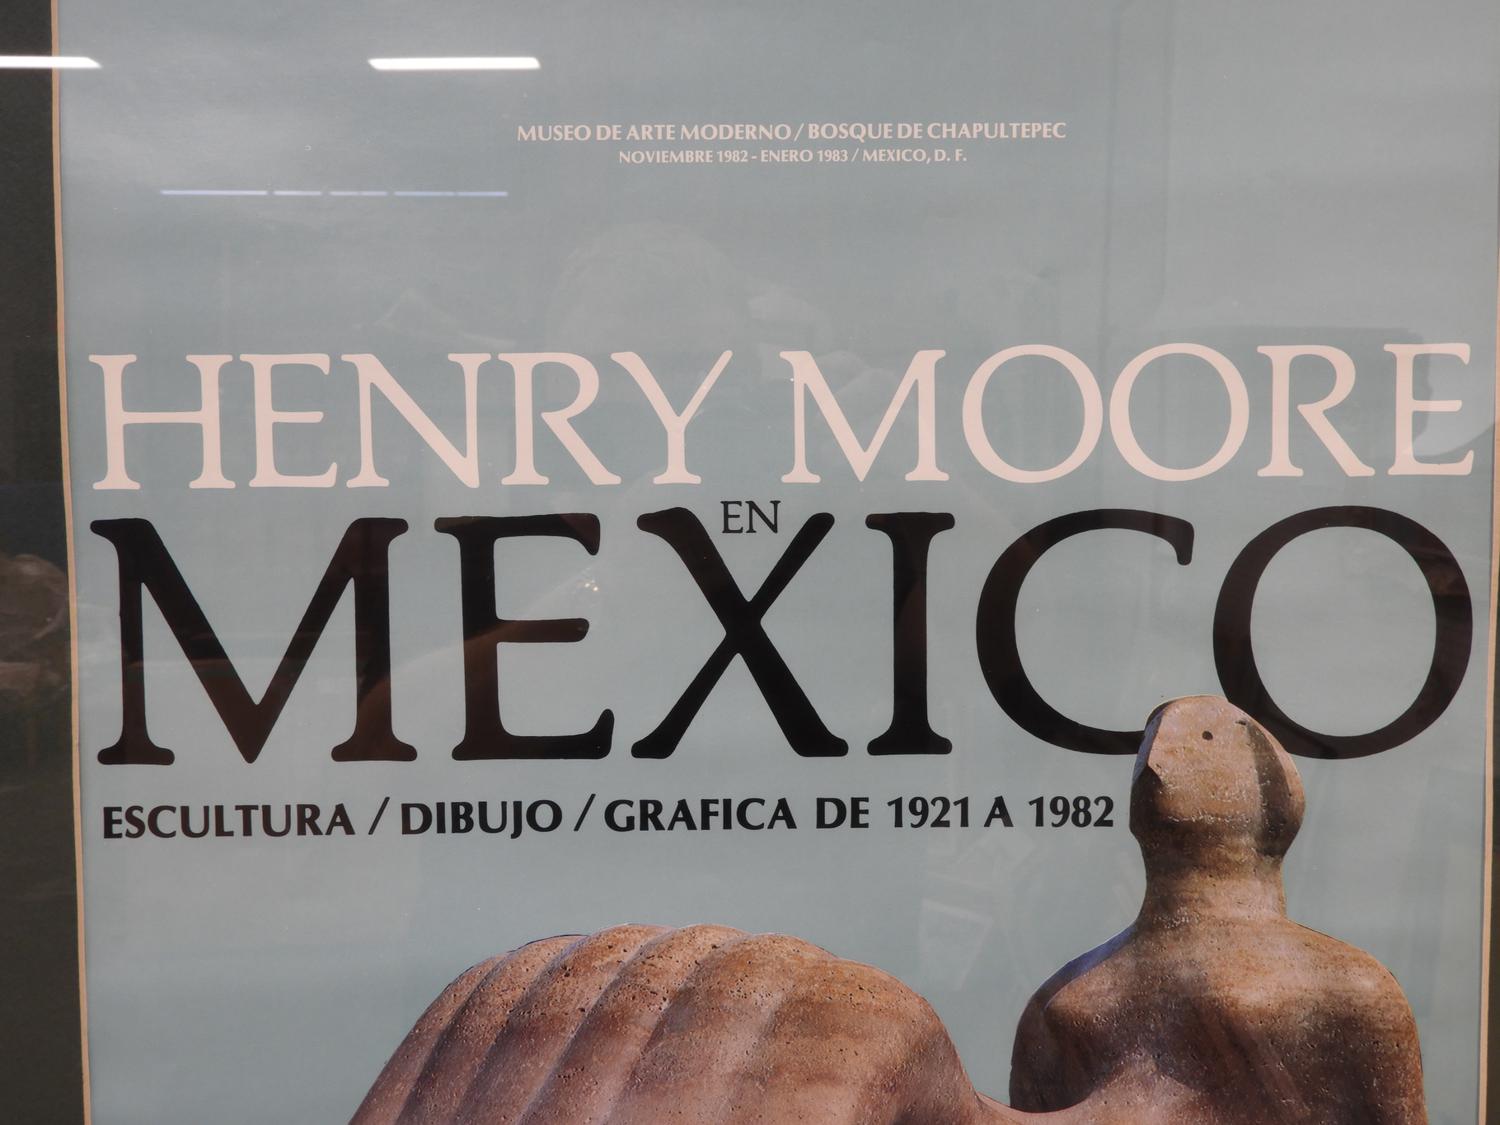 MUSEO DE ARTE MODERNO / BOSQUE DE CHAPULTEPEC
NOVIEMBRE 1982 - ENERO 1983 / MEXICO, D. F.
HENRY MOORE
EN
MEXICO
ESCULTURA / DIBUJO / GRAFICA DE 1921 A 1982